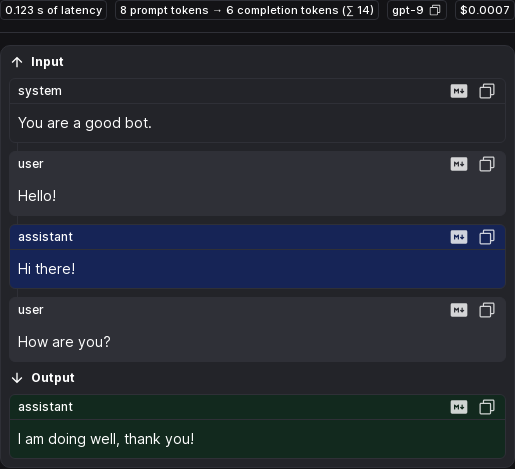 0.123 s of latency 8 prompt tokens → 6 completion tokens (∑ 14) gpt-9 $0.0007
↑ Input
system M↓
You are a good bot.
user M↓
Hello!
assistant M↓
Hi there!
user M↓
How are you?
↓ Output
assistant M↓
I am doing well, thank you!